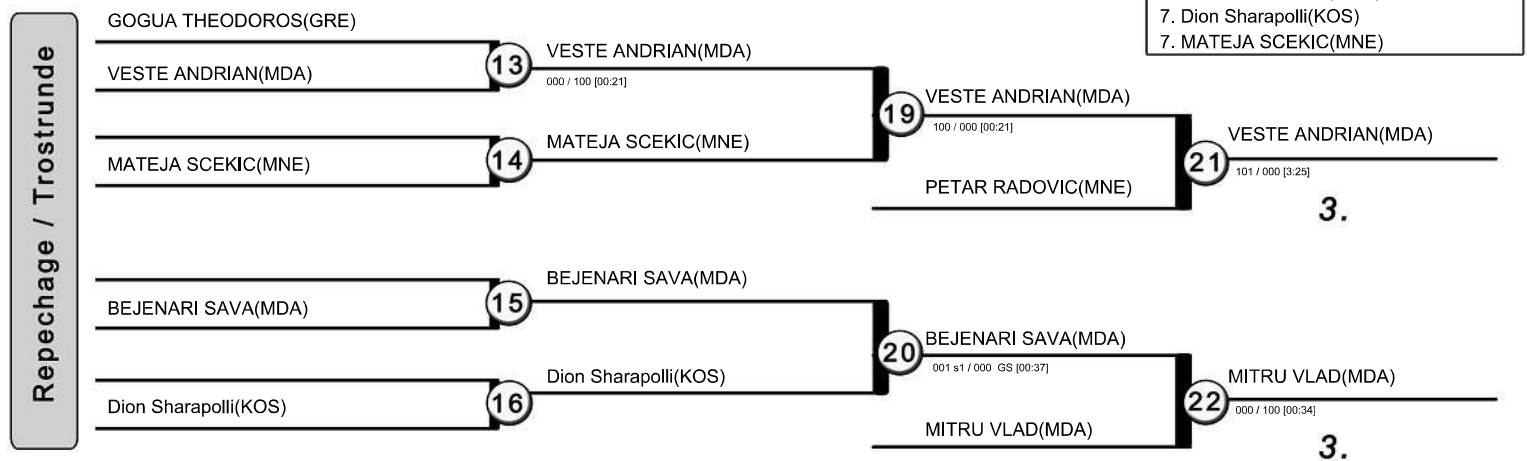 Repechage / Trostrunde
7. Dion Sharapolli(KOS)
7. MATEJA SCEKIC(MNE)
GOGUA THEODOROS(GRE)
VESTE ANDRIAN(MDA)
13
VESTE ANDRIAN(MDA)
000 / 100 [00:21]
MATEJA SCEKIC(MNE)
14
MATEJA SCEKIC(MNE)
19
VESTE ANDRIAN(MDA)
100 / 000 [00:21]
PETAR RADOVIC(MNE)
21
VESTE ANDRIAN(MDA)
101 / 000 [3:25]
3.
BEJENARI SAVA(MDA)
15
BEJENARI SAVA(MDA)
Dion Sharapolli(KOS)
16
Dion Sharapolli(KOS)
20
BEJENARI SAVA(MDA)
001 s1 / 000 GS [00:37]
MITRU VLAD(MDA)
22
MITRU VLAD(MDA)
000 / 100 [00:34]
3.